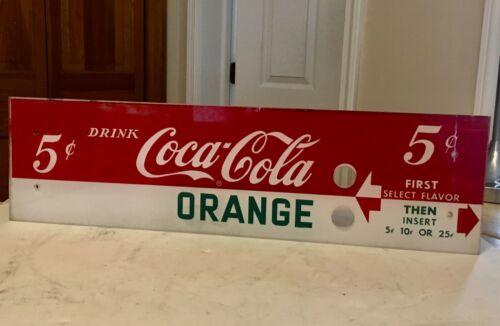 5¢
DRINK
Coca-Cola
®
ORANGE
5¢
FIRST
SELECT FLAVOR
THEN
INSERT
5¢ 10¢ OR 25¢